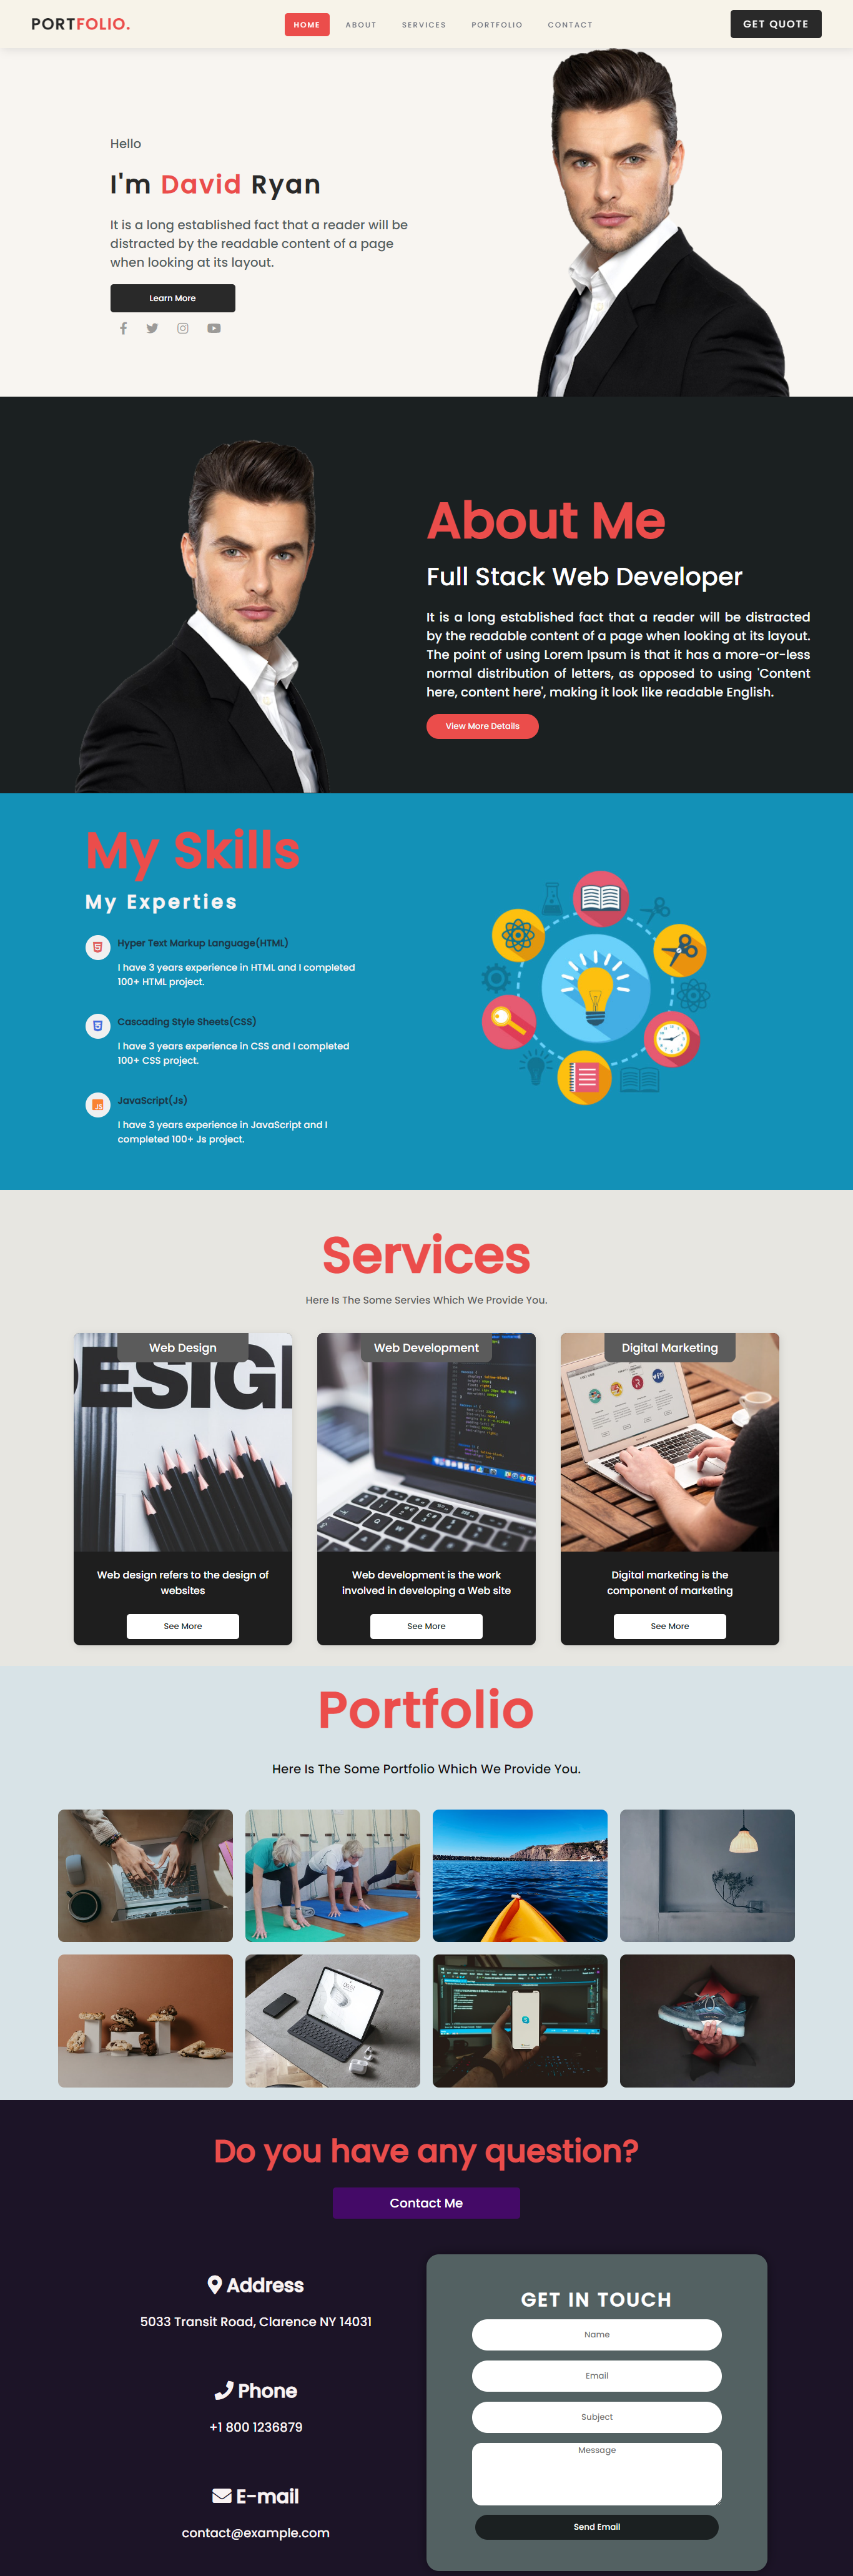 PORTFOLIO.
HOME
ABOUT
SERVICES
PORTFOLIO
CONTACT
GET QUOTE
Hello
I'm David Ryan
It is a long established fact that a reader will be
distracted by the readable content of a page
when looking at its layout.
Learn More
About Me
Full Stack Web Developer
It is a long established fact that a reader will be distracted
by the readable content of a page when looking at its layout.
The point of using Lorem Ipsum is that it has a more-or-less
normal distribution of letters, as opposed to using 'Content
here, content here', making it look like readable English.
View More Details
My Skills
My Experties
Hyper Text Markup Language(HTML)
I have 3 years experience in HTML and I completed
100+ HTML project.
Cascading Style Sheets(CSS)
I have 3 years experience in CSS and I completed
100+ CSS project.
JavaScript(Js)
I have 3 years experience in JavaScript and I
completed 100+ Js project.
Services
Here Is The Some Servies Which We Provide You.
Web Design
ESIG
Web design refers to the design of
websites
See More
Web Development
Web development is the work
involved in developing a Web site
See More
Digital Marketing
Digital marketing is the
component of marketing
See More
Portfolio
Here Is The Some Portfolio Which We Provide You.
Do you have any question?
Contact Me
Address
5033 Transit Road, Clarence NY 14031
Phone
+1 800 1236879
E-mail
contact@example.com
GET IN TOUCH
Name
Email
Subject
Message
Send Email